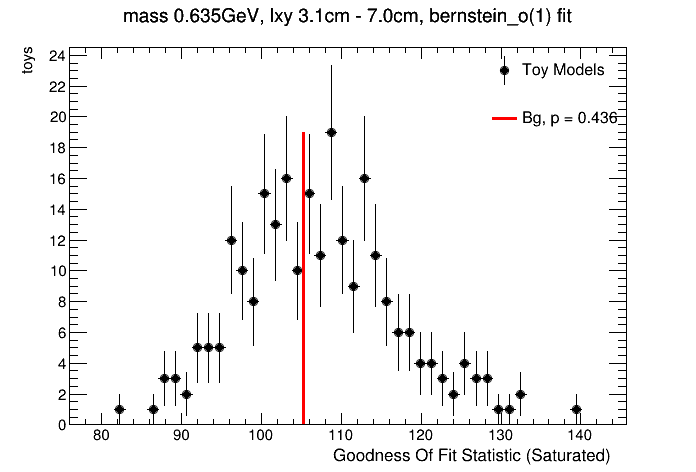 mass 0.635GeV, lxy 3.1cm - 7.0cm, bernstein_o(1) fit
toys
24
22
20
18
16
14
12
10
8
6
4
2
0
Toy Models
Bg, p = 0.436
80 90 100 110 120 130 140
Goodness Of Fit Statistic (Saturated)